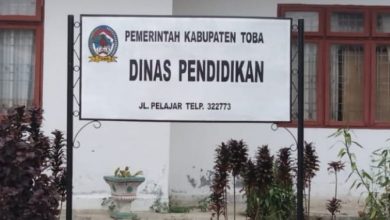 PEMERINTAH KABUPATEN TOBA
DINAS PENDIDIKAN
JL. PELAJAR TELP. 322773